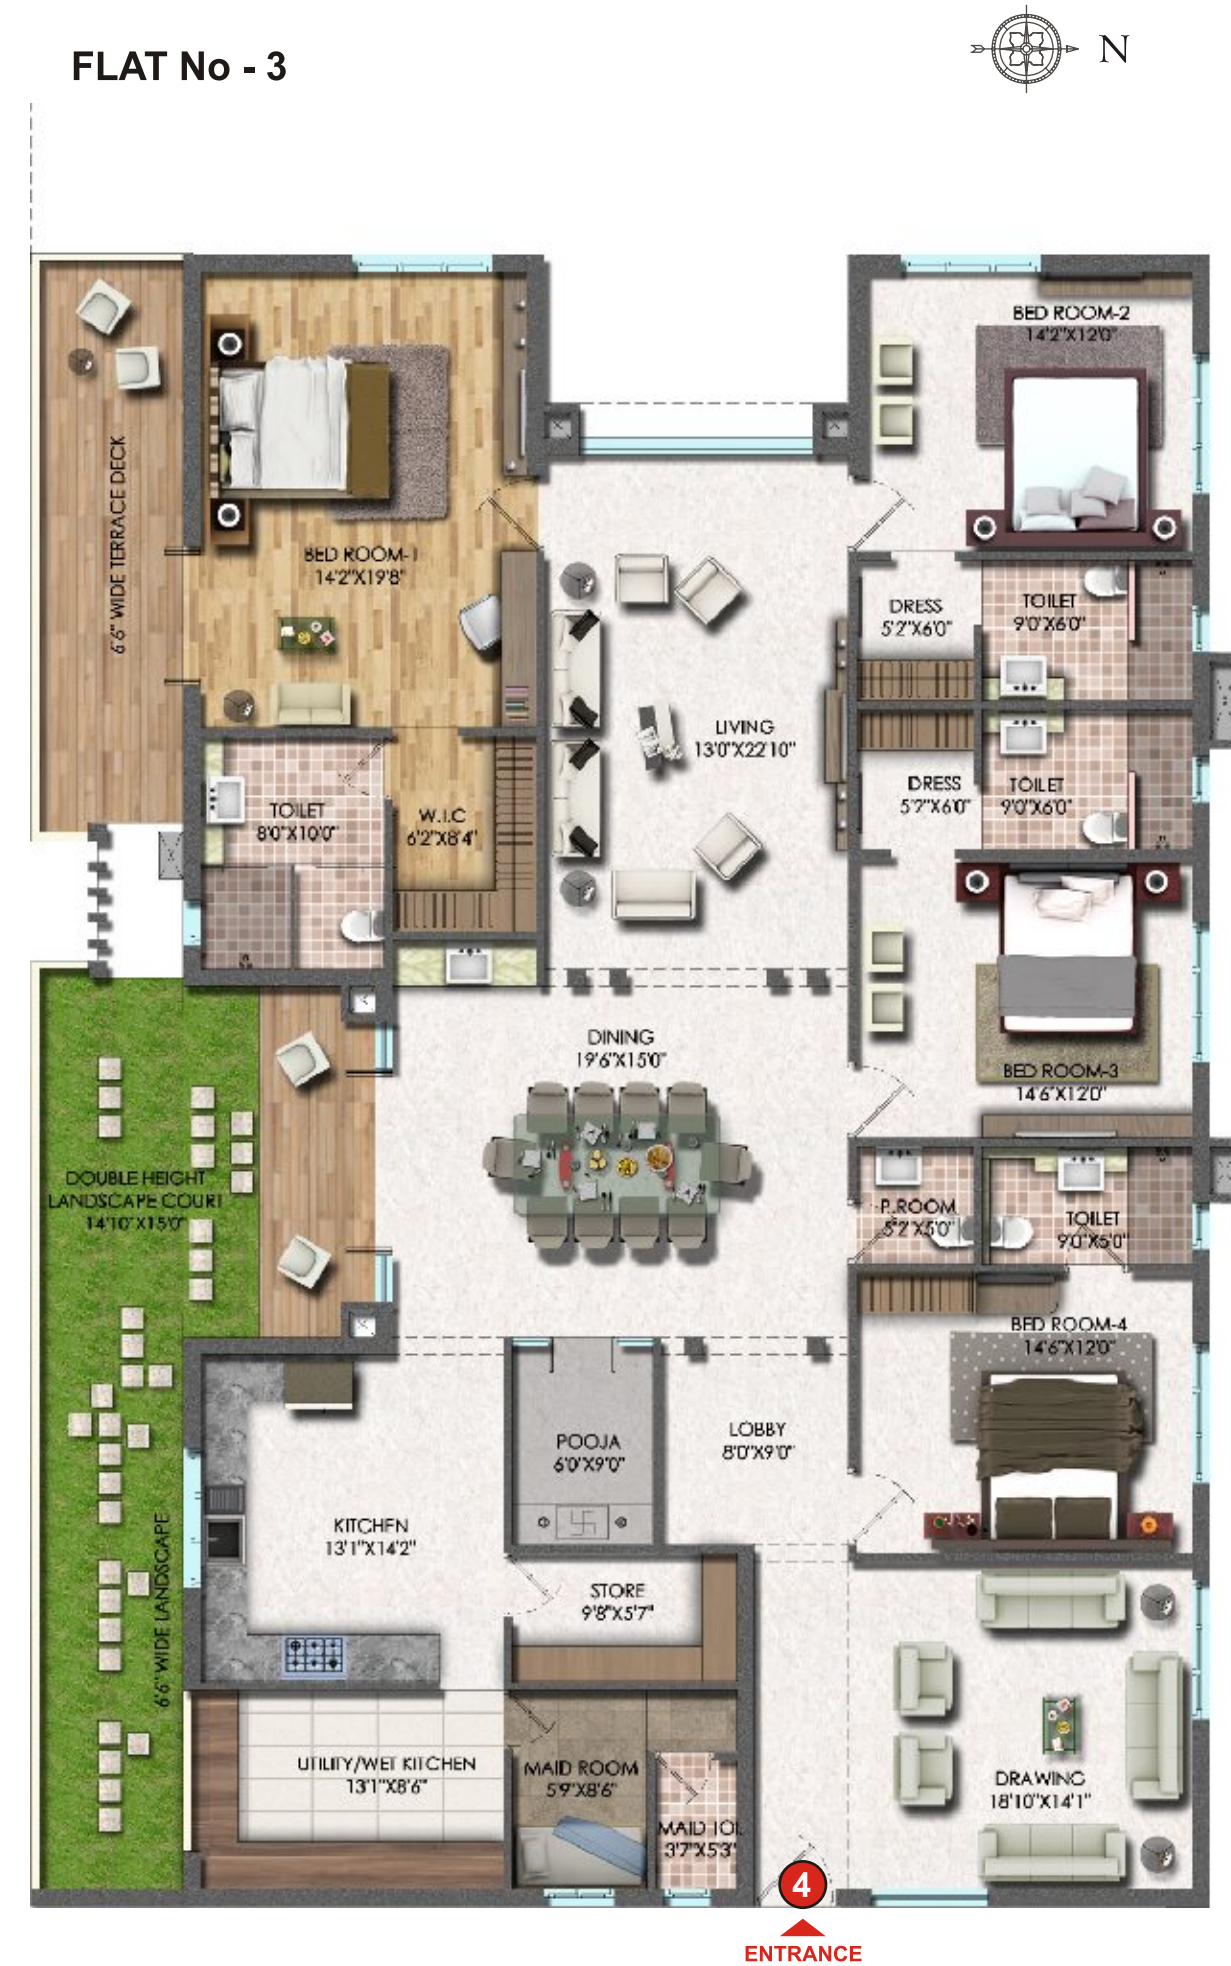 FLAT No - 3
N
BED ROOM-2
14'2"X12'0"
6'6" WIDE TERRACE DECK
BED ROOM-1
14'2"X19'8"
DRESS
5'2"X6'0"
TOILET
9'0"X6'0"
LIVING
13'0"X22'10"
DRESS
5'2"X6'0"
TOILET
9'0"X6'0"
TOILET
8'0"X10'0"
W.I.C
6'2"X8'4"
DINING
19'6"X15'0"
BED ROOM-3
14'6"X12'0"
DOUBLE HEIGHT
LANDSCAPE COURT
14'10"X15'0"
P.ROOM
5'2"X5'0"
TOILET
9'0"X5'0"
BED ROOM-4
14'6"X12'0"
POOJA
6'0"X9'0"
LOBBY
8'0"X9'0"
KITCHEN
13'1"X14'2"
6'6" WIDE LANDSCAPE
STORE
9'8"X5'7"
UTILITY/WET KITCHEN
13'1"X8'6"
MAID ROOM
5'9"X8'6"
MAID TOI.
3'7"X5'3"
DRAWING
18'10"X14'1"
4
ENTRANCE